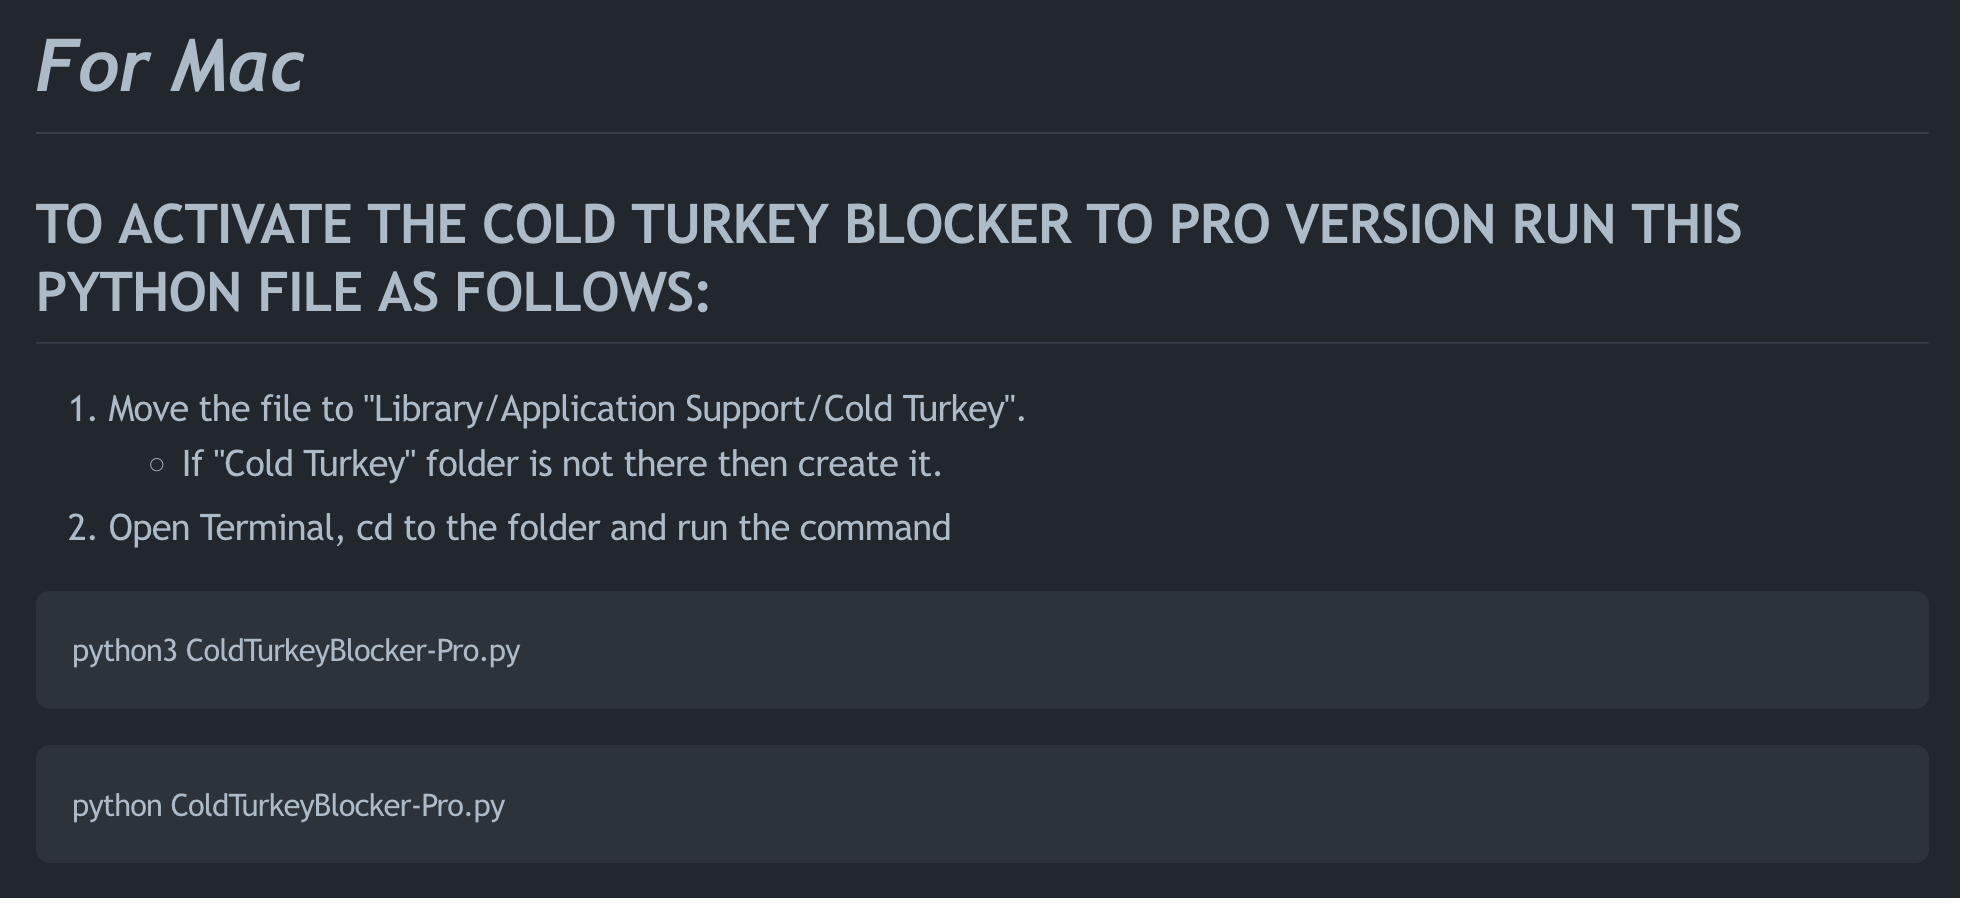 For Mac
TO ACTIVATE THE COLD TURKEY BLOCKER TO PRO VERSION RUN THIS
PYTHON FILE AS FOLLOWS:
1. Move the file to "Library/Application Support/Cold Turkey".
○ If "Cold Turkey" folder is not there then create it.
2. Open Terminal, cd to the folder and run the command
python3 ColdTurkeyBlocker-Pro.py
python ColdTurkeyBlocker-Pro.py